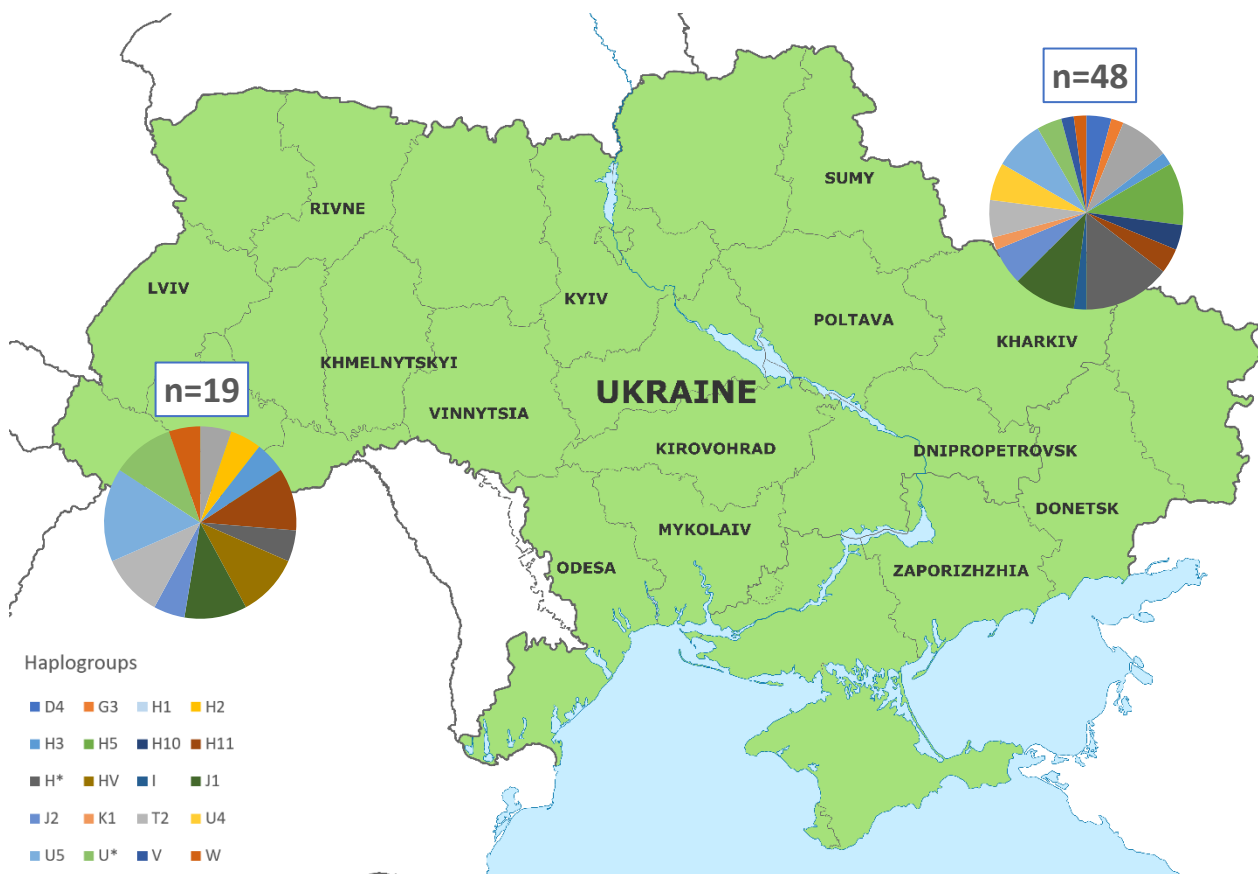 n=48
SUMY
RIVNE
LVIV
KYIV
POLTAVA
KHARKIV
KHMELNYTSKYI
n=19
UKRAINE
VINNYTSIA
KIROVOHRAD
DNIPROPETROVSK
DONETSK
MYKOLAIV
ODESA
ZAPORIZHZHIA
Haplogroups
D4 G3 H1 H2
H3 H5 H10 H11
H* HV I J1
J2 K1 T2 U4
U5 U* V W